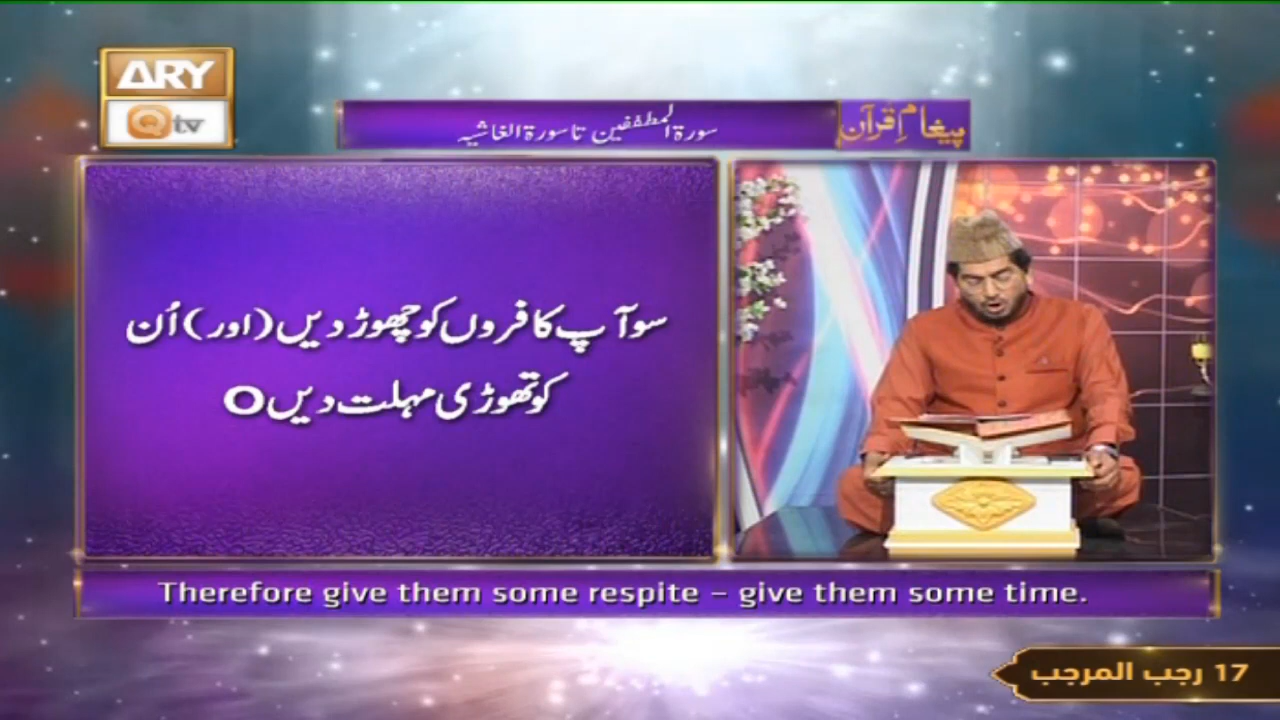 ARY
Qtv
پیغامِ قرآن
سورۃ المطففین تا سورۃ الغاشیہ
سو آپ کافروں کو چھوڑ دیں (اور) اُن
کو تھوڑی مہلت دیں O
Therefore give them some respite – give them some time.
17 رجب المرجب